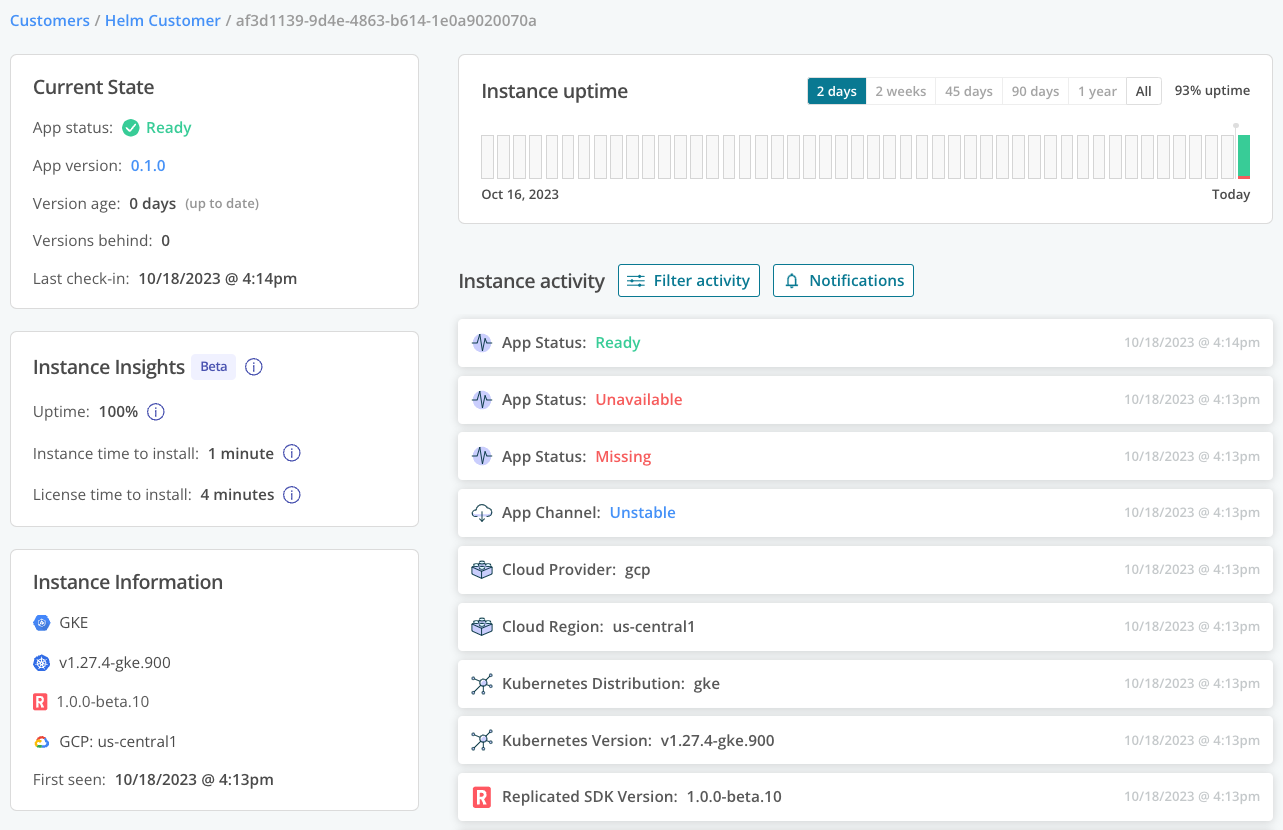 Customers / Helm Customer / af3d1139-9d4e-4863-b614-1e0a9020070a
Current State
App status: Ready
App version: 0.1.0
Version age: 0 days (up to date)
Versions behind: 0
Last check-in: 10/18/2023 @ 4:14pm
Instance Insights Beta
Uptime: 100%
Instance time to install: 1 minute
License time to install: 4 minutes
Instance Information
GKE
v1.27.4-gke.900
R 1.0.0-beta.10
GCP: us-central1
First seen: 10/18/2023 @ 4:13pm
Instance uptime 2 days 2 weeks 45 days 90 days 1 year All 93% uptime
Oct 16, 2023 Today
Instance activity Filter activity Notifications
App Status: Ready 10/18/2023 @ 4:14pm
App Status: Unavailable 10/18/2023 @ 4:13pm
App Status: Missing 10/18/2023 @ 4:13pm
App Channel: Unstable 10/18/2023 @ 4:13pm
Cloud Provider: gcp 10/18/2023 @ 4:13pm
Cloud Region: us-central1 10/18/2023 @ 4:13pm
Kubernetes Distribution: gke 10/18/2023 @ 4:13pm
Kubernetes Version: v1.27.4-gke.900 10/18/2023 @ 4:13pm
R Replicated SDK Version: 1.0.0-beta.10 10/18/2023 @ 4:13pm